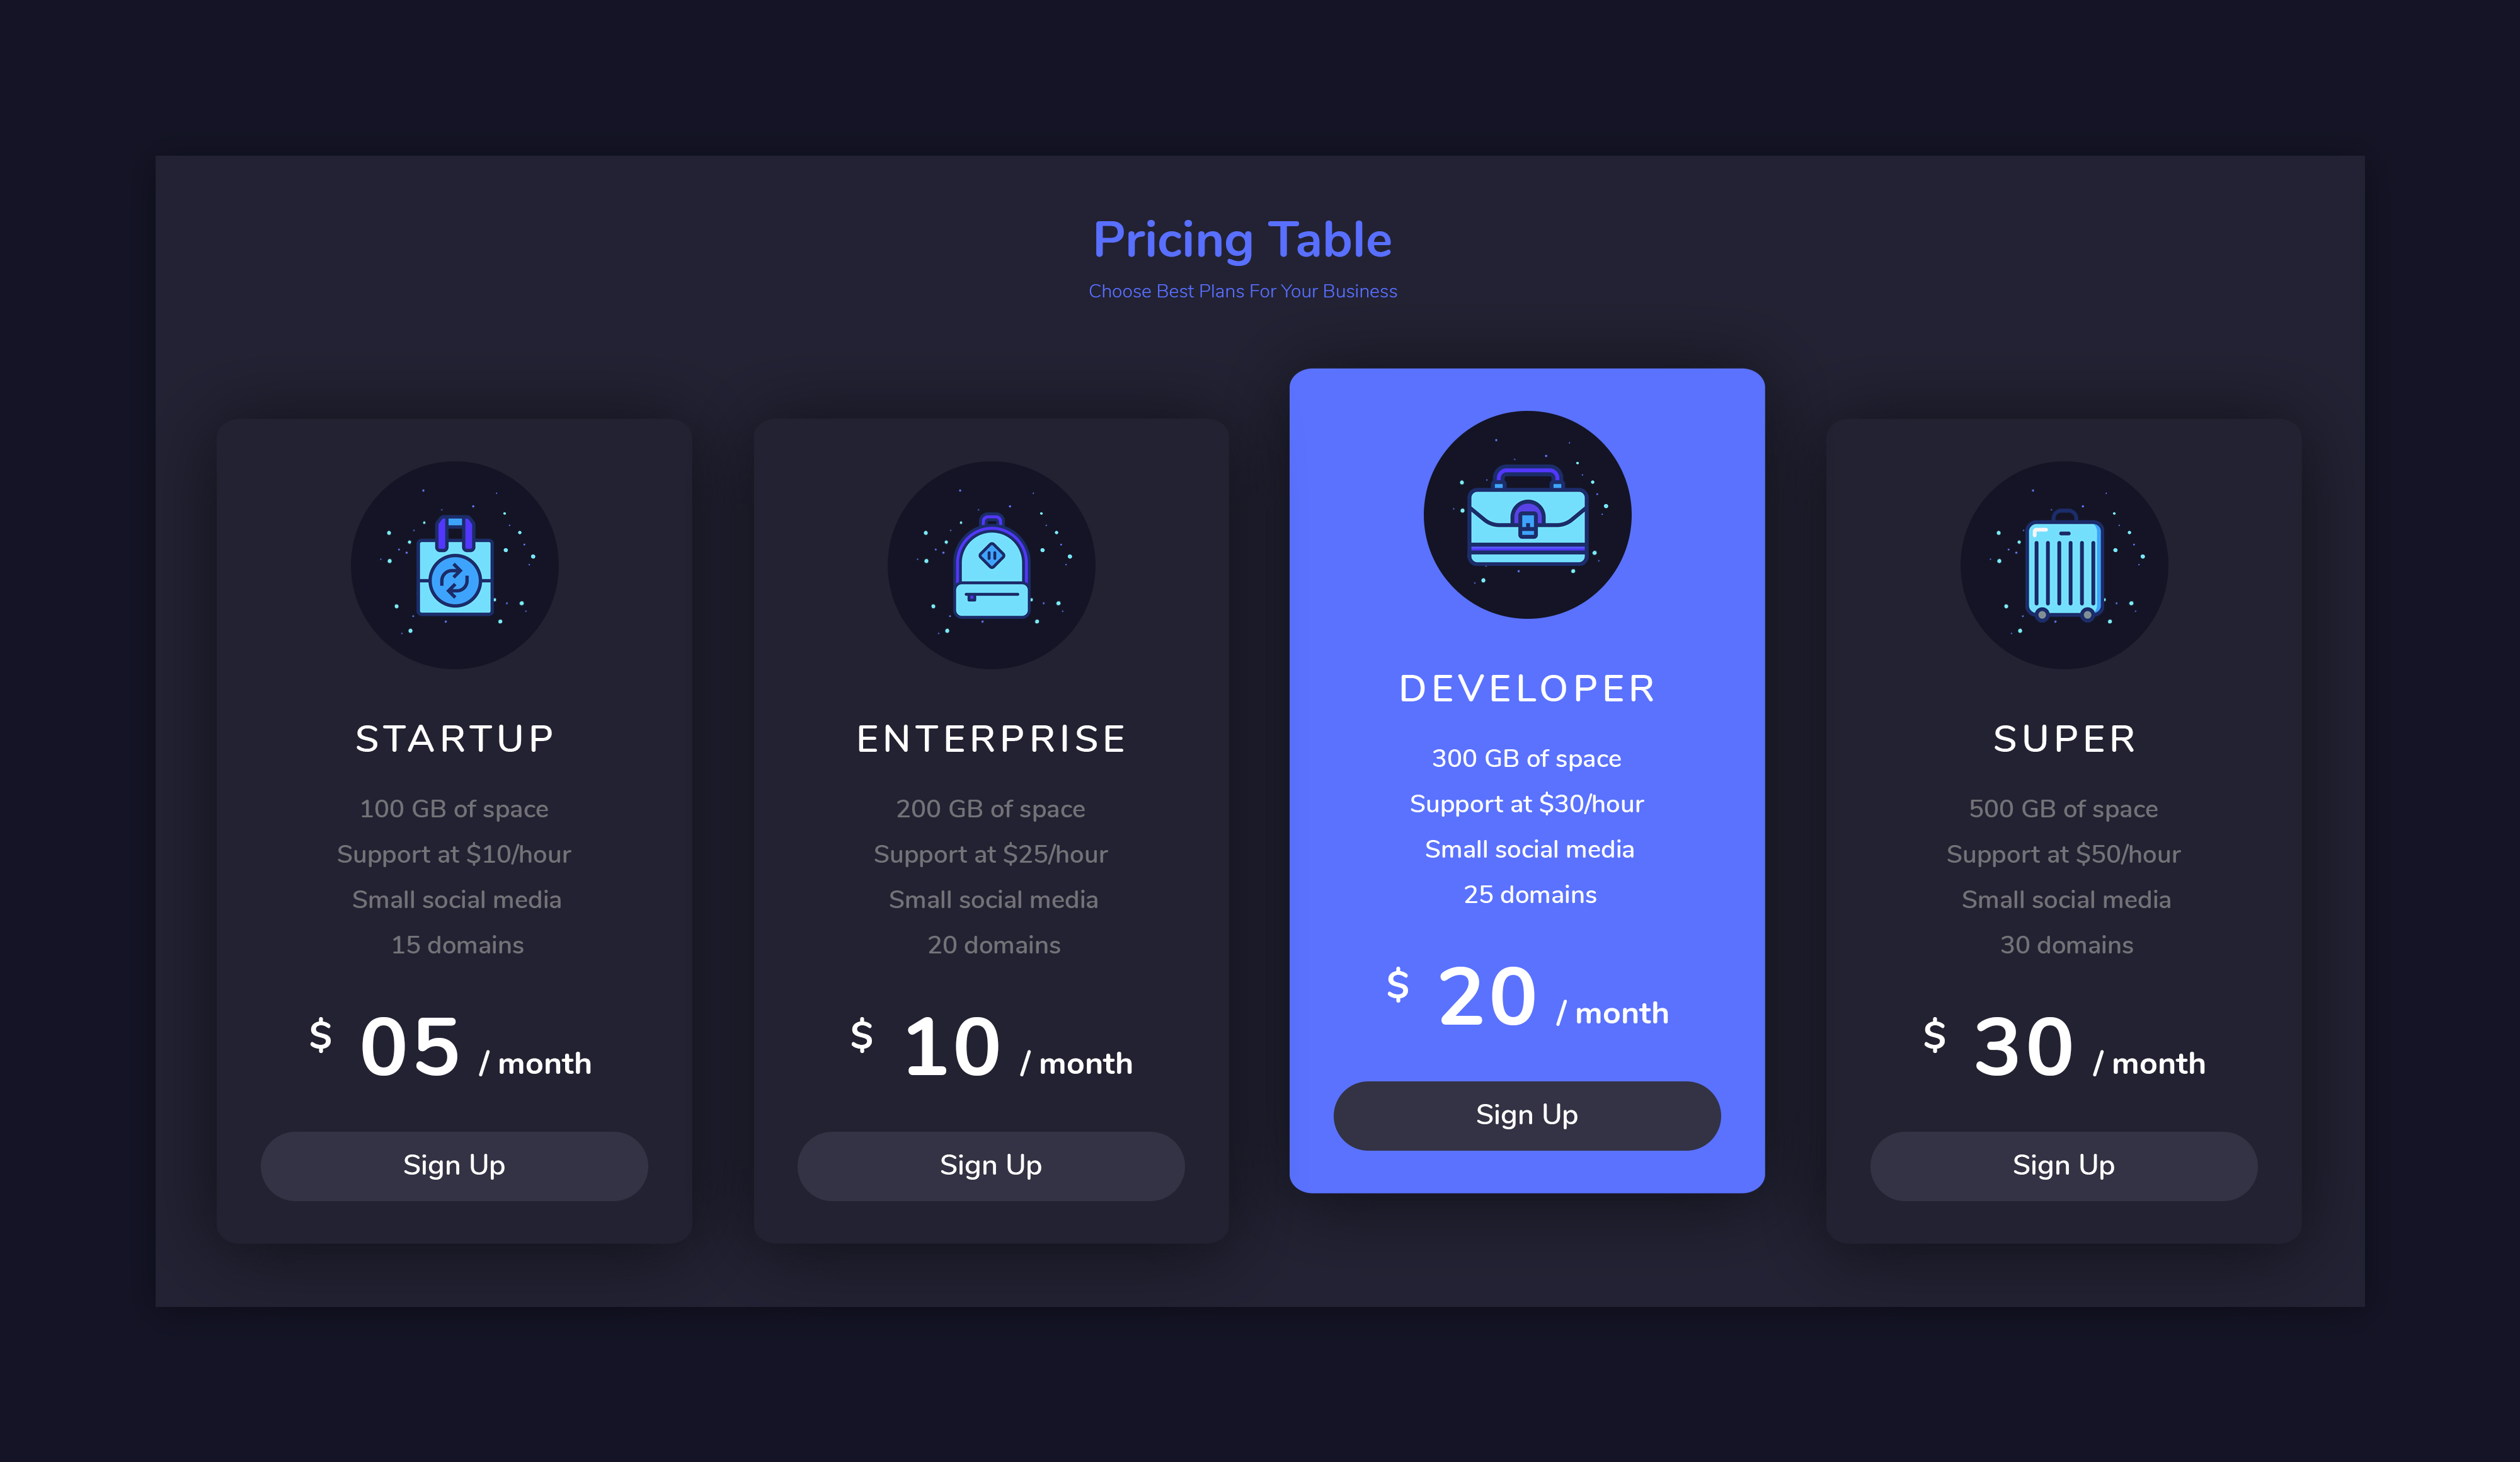 Pricing Table
Choose Best Plans For Your Business
STARTUP
100 GB of space
Support at $10/hour
Small social media
15 domains
$ 05 / month
Sign Up
ENTERPRISE
200 GB of space
Support at $25/hour
Small social media
20 domains
$ 10 / month
Sign Up
DEVELOPER
300 GB of space
Support at $30/hour
Small social media
25 domains
$ 20 / month
Sign Up
SUPER
500 GB of space
Support at $50/hour
Small social media
30 domains
$ 30 / month
Sign Up